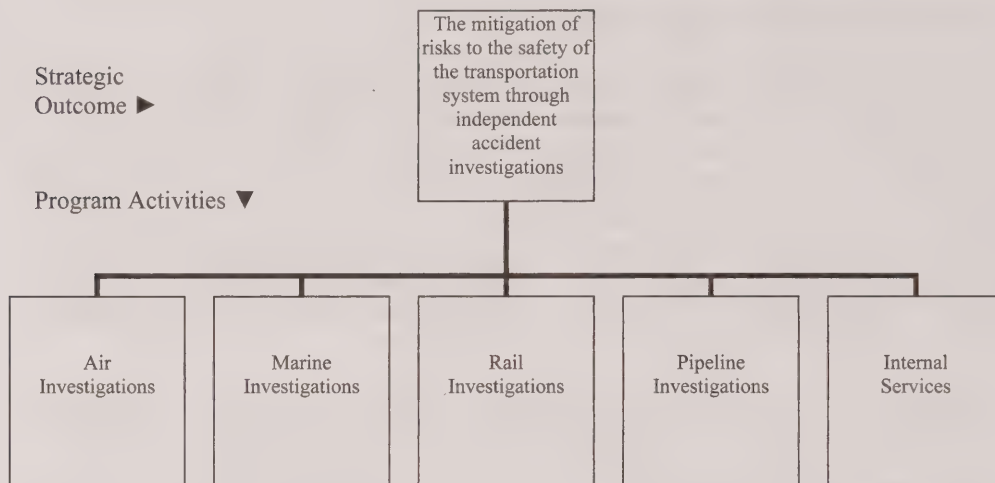 The mitigation of
risks to the safety of
the transportation
system through
independent
accident
investigations
Strategic
Outcome ►
Program Activities ▼
Air
Investigations
Marine
Investigations
Rail
Investigations
Pipeline
Investigations
Internal
Services